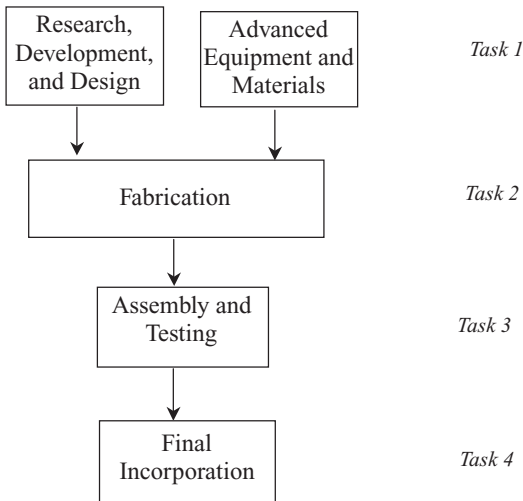 Research,
Development,
and Design
Advanced
Equipment and
Materials
Task 1
Fabrication
Task 2
Assembly and
Testing
Task 3
Final
Incorporation
Task 4